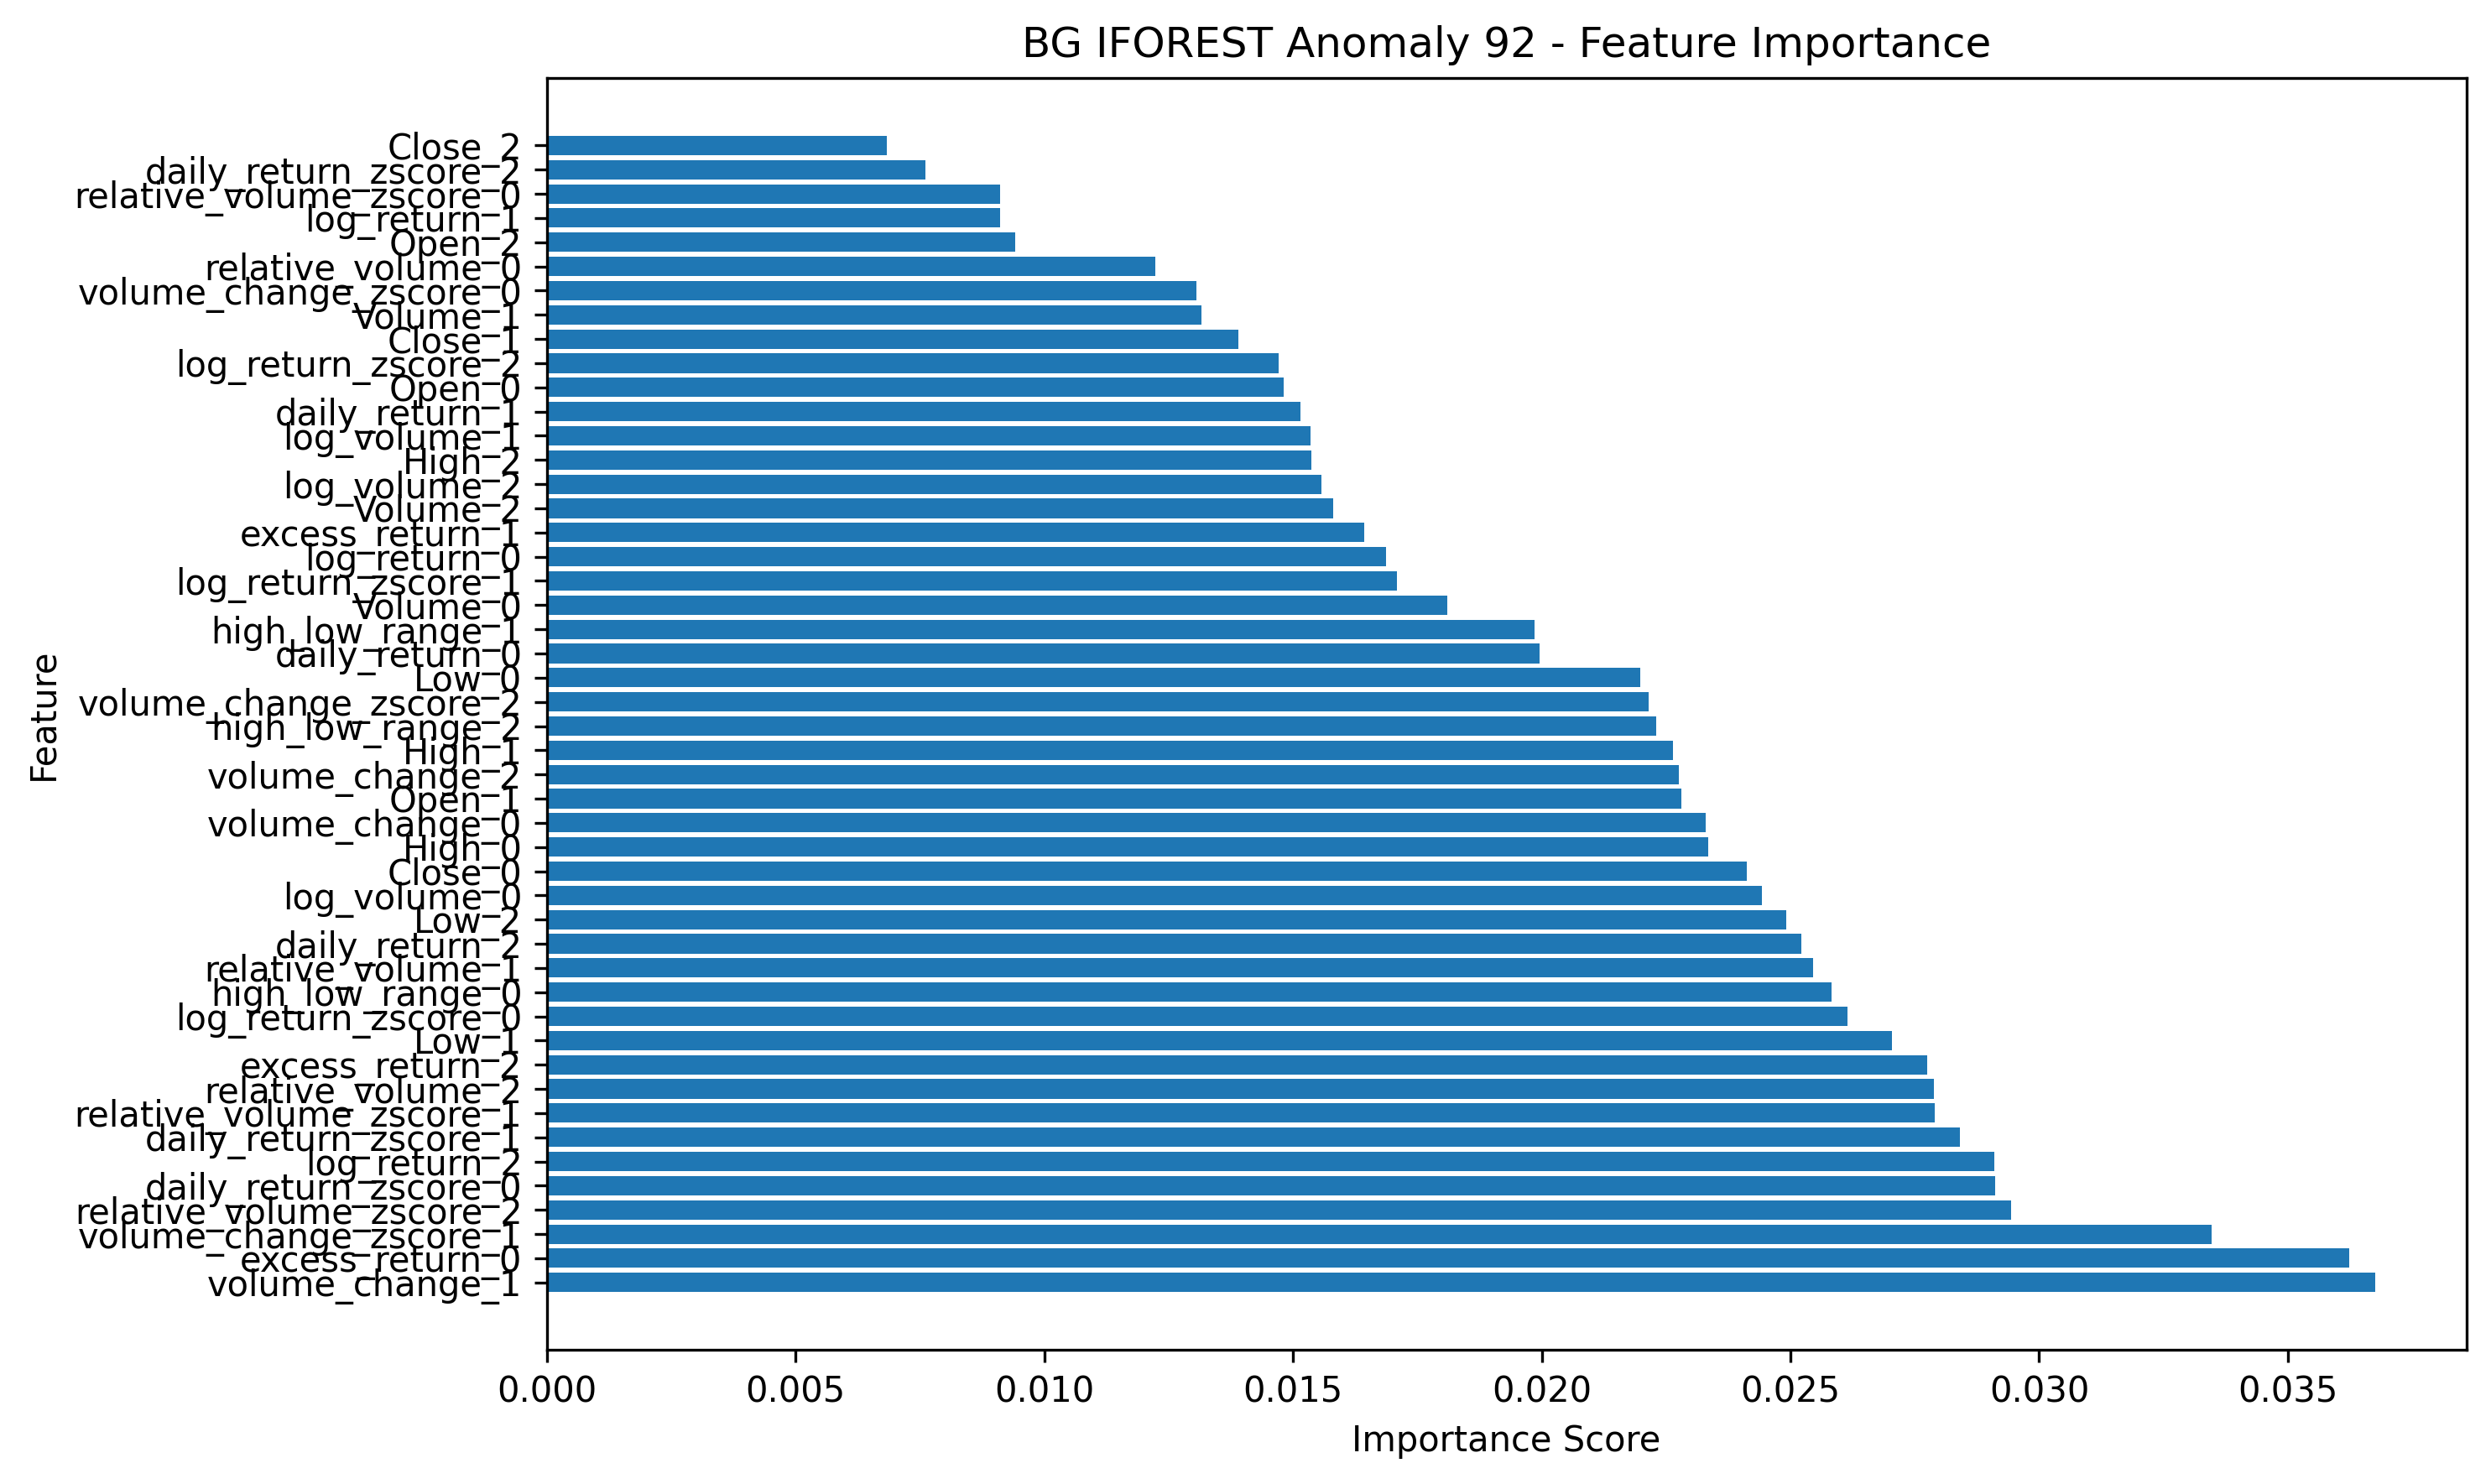 BG IFOREST Anomaly 92 - Feature Importance
Close_2
daily_return_zscore_2
relative_volume_zscore_0
log_return_1
Open_2
relative_volume_0
volume_change_zscore_0
Volume_1
Close_1
log_return_zscore_2
Open_0
daily_return_1
log_volume_1
High_2
log_volume_2
Volume_2
excess_return_1
log_return_0
log_return_zscore_1
Volume_0
high_low_range_1
daily_return_0
Low_0
volume_change_zscore_2
high_low_range_2
High_1
volume_change_2
Open_1
volume_change_0
High_0
Close_0
log_volume_0
Low_2
daily_return_2
relative_volume_1
high_low_range_0
log_return_zscore_0
Low_1
excess_return_2
relative_volume_2
relative_volume_zscore_1
daily_return_zscore_1
log_return_2
daily_return_zscore_0
relative_volume_zscore_2
volume_change_zscore_1
excess_return_0
volume_change_1
Feature
0.000 0.005 0.010 0.015 0.020 0.025 0.030 0.035
Importance Score